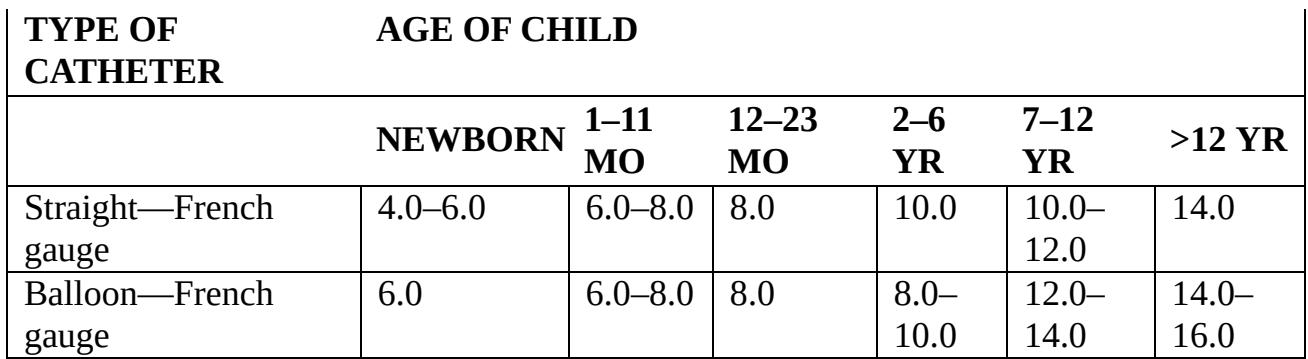 TYPE OF CATHETER AGE OF CHILD
NEWBORN 1–11 MO 12–23 MO 2–6 YR 7–12 YR >12 YR
Straight—French gauge 4.0–6.0 6.0–8.0 8.0 10.0 10.0–12.0 14.0
Balloon—French gauge 6.0 6.0–8.0 8.0 8.0–10.0 12.0–14.0 14.0–16.0